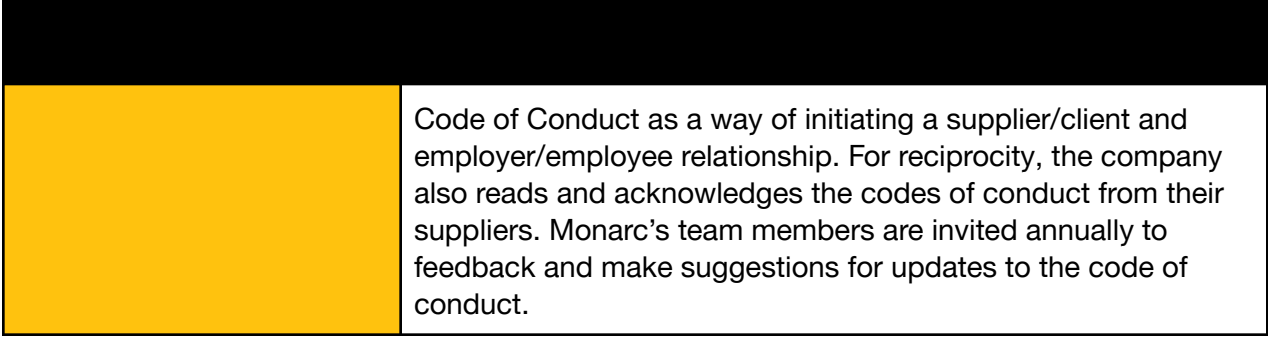 Code of Conduct as a way of initiating a supplier/client and
employer/employee relationship. For reciprocity, the company
also reads and acknowledges the codes of conduct from their
suppliers. Monarc’s team members are invited annually to
feedback and make suggestions for updates to the code of
conduct.